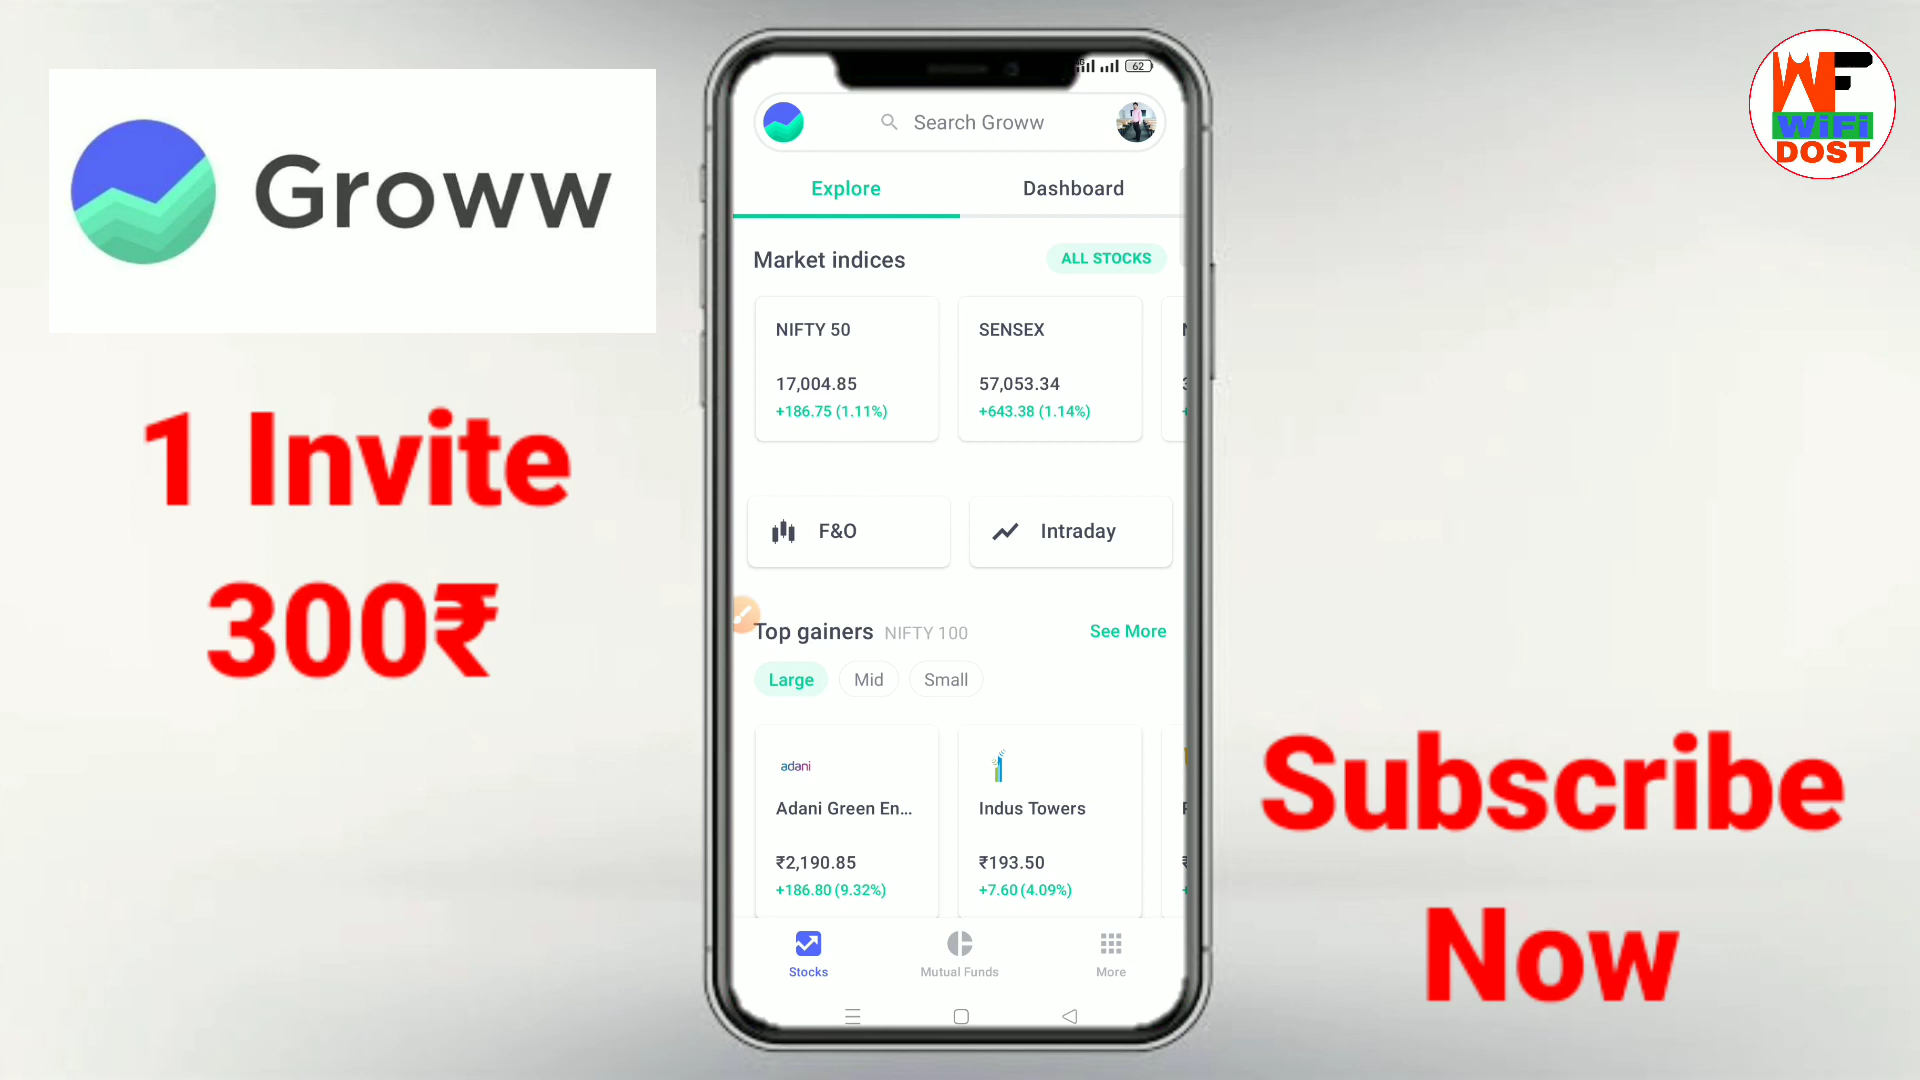 Groww
1 Invite
300₹
62
Search Groww
Explore
Dashboard
Market indices
ALL STOCKS
NIFTY 50
17,004.85
+186.75 (1.11%)
SENSEX
57,053.34
+643.38 (1.14%)
F&O
Intraday
Top gainers NIFTY 100
See More
Large
Mid
Small
adani
Adani Green En...
₹2,190.85
+186.80 (9.32%)
Indus Towers
₹193.50
+7.60 (4.09%)
Stocks
Mutual Funds
More
WF
WiFi
DOST
Subscribe
Now